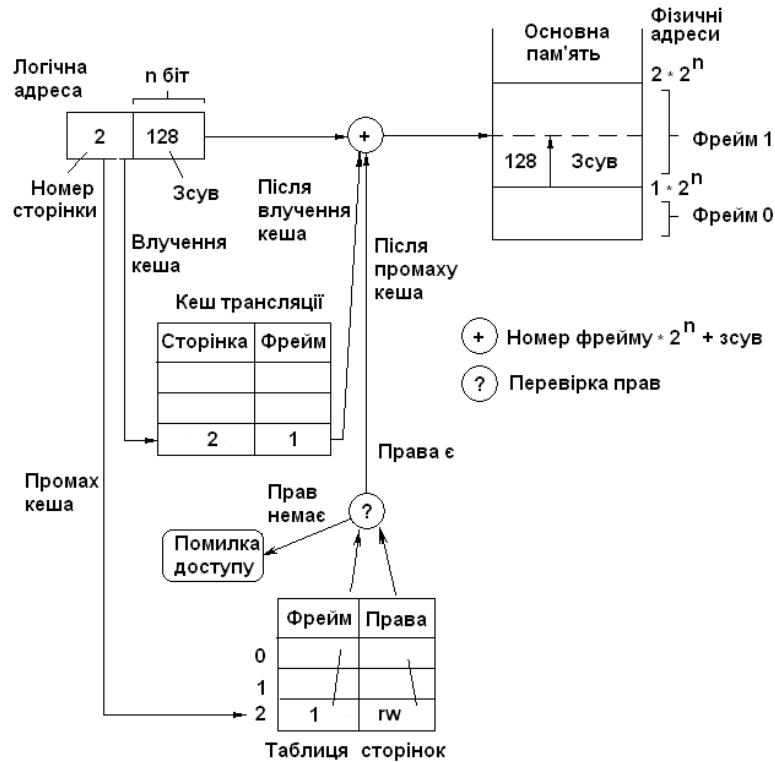 Логічна
адреса
n біт
2
128
Номер
сторінки
Зсув
Влучення
кеша
Після
влучення
кеша
Після
промаху
кеша
+
Основна
пам'ять
Фізичні
адреси
2 * 2^n
Фрейм 1
128
Зсув
1 * 2^n
Фрейм 0
Кеш трансляції
Сторінка Фрейм
2 1
+ Номер фрейму * 2^n + зсув
? Перевірка прав
Промах
кеша
Права є
Прав
немає
?
Помилка
доступу
Фрейм Права
0
1
2 1 rw
Таблиця сторінок